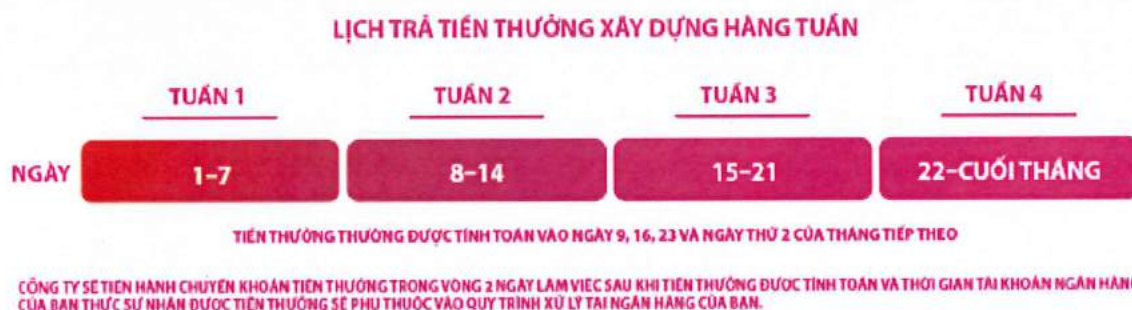 LỊCH TRẢ TIỀN THƯỞNG XÂY DỰNG HÀNG TUẦN
TUẦN 1 TUẦN 2 TUẦN 3 TUẦN 4
NGÀY 1–7 8–14 15–21 22–CUỐI THÁNG
TIỀN THƯỞNG THƯỜNG ĐƯỢC TÍNH TOÁN VÀO NGÀY 9, 16, 23 VÀ NGÀY THỨ 2 CỦA THÁNG TIẾP THEO
CÔNG TY SẼ TIẾN HÀNH CHUYỂN KHOẢN TIỀN THƯỞNG TRONG VÒNG 2 NGÀY LÀM VIỆC SAU KHI TIỀN THƯỞNG ĐƯỢC TÍNH TOÁN VÀ THỜI GIAN TÀI KHOẢN NGÂN HÀNG
CỦA BẠN THỰC SỰ NHẬN ĐƯỢC TIỀN THƯỞNG SẼ PHỤ THUỘC VÀO QUY TRÌNH XỬ LÝ TẠI NGÂN HÀNG CỦA BẠN.